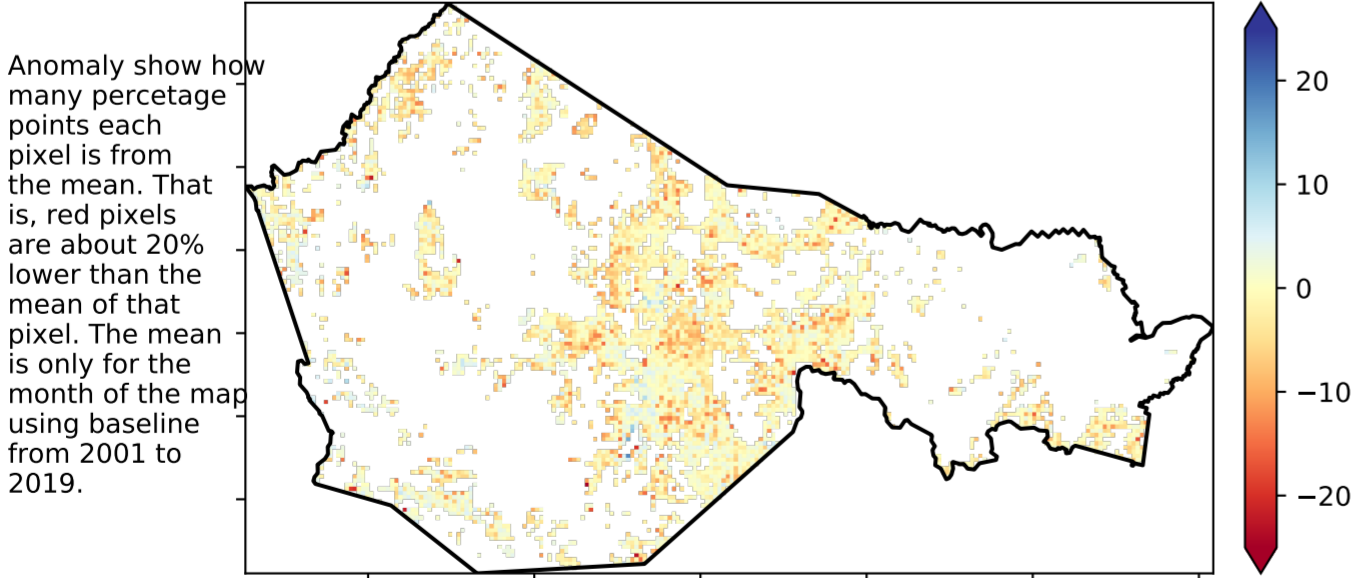 Anomaly show how
many percetage
points each
pixel is from
the mean. That
is, red pixels
are about 20%
lower than the
mean of that
pixel. The mean
is only for the
month of the map
using baseline
from 2001 to
2019.
20
10
0
−10
−20